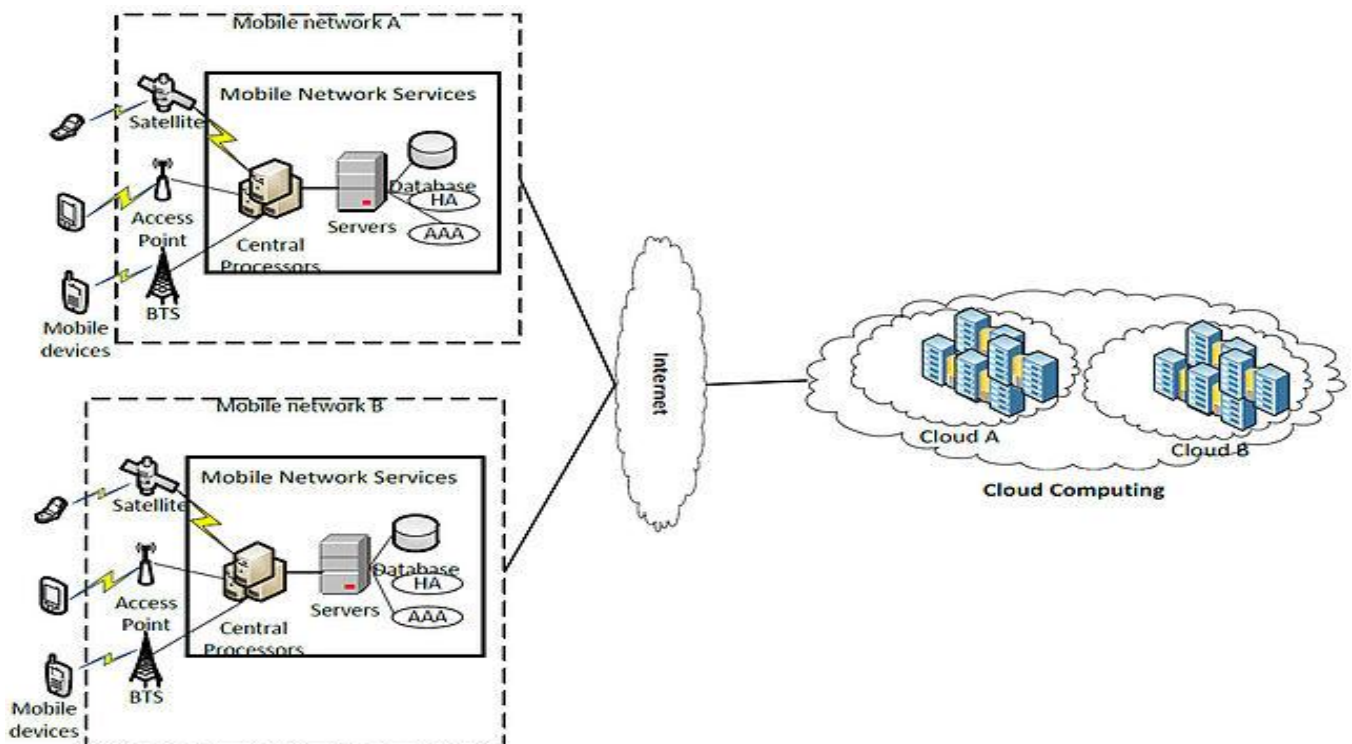 Mobile network A
Mobile Network Services
Satellite
Database
HA
Access
Point
Servers
AAA
Central
Processors
BTS
Mobile
devices
Mobile network B
Mobile Network Services
Satellite
Database
HA
Access
Point
Servers
AAA
Central
Processors
BTS
Mobile
devices
Internet
Cloud A
Cloud B
Cloud Computing